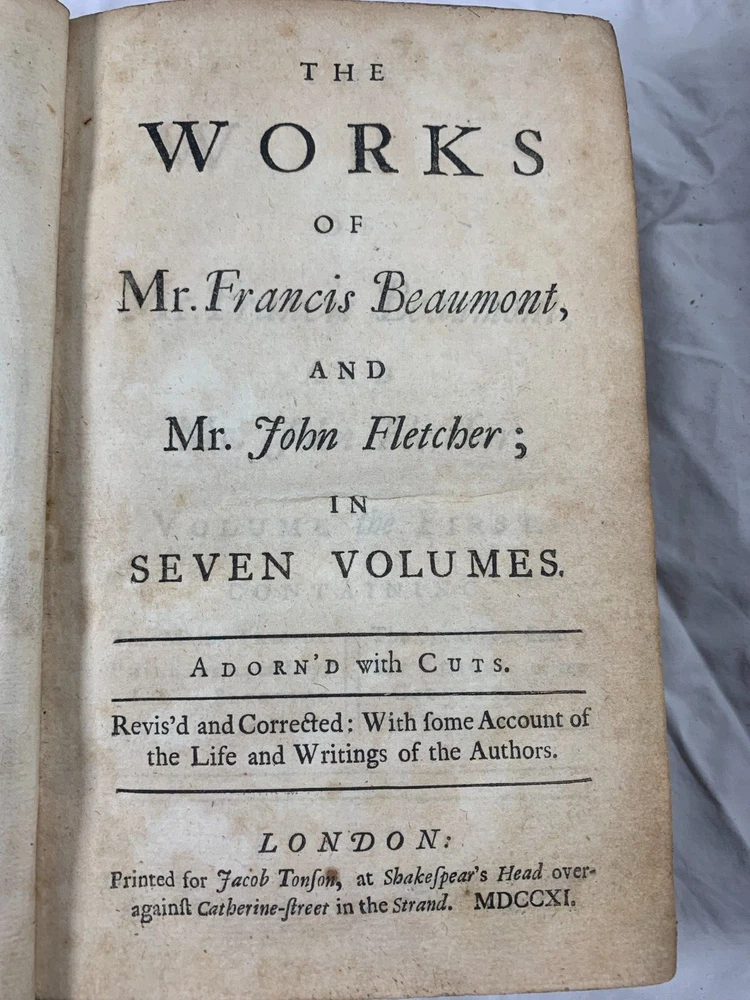 THE
WORKS
OF
Mr. Francis Beaumont,
AND
Mr. John Fletcher;
IN
SEVEN VOLUMES.
ADORN'D with CUTS.
Revis'd and Corrected: With ſome Account of
the Life and Writings of the Authors.
LONDON:
Printed for Jacob Tonſon, at Shakeſpear's Head over-
againſt Catherine-ſtreet in the Strand. MDCCXI.